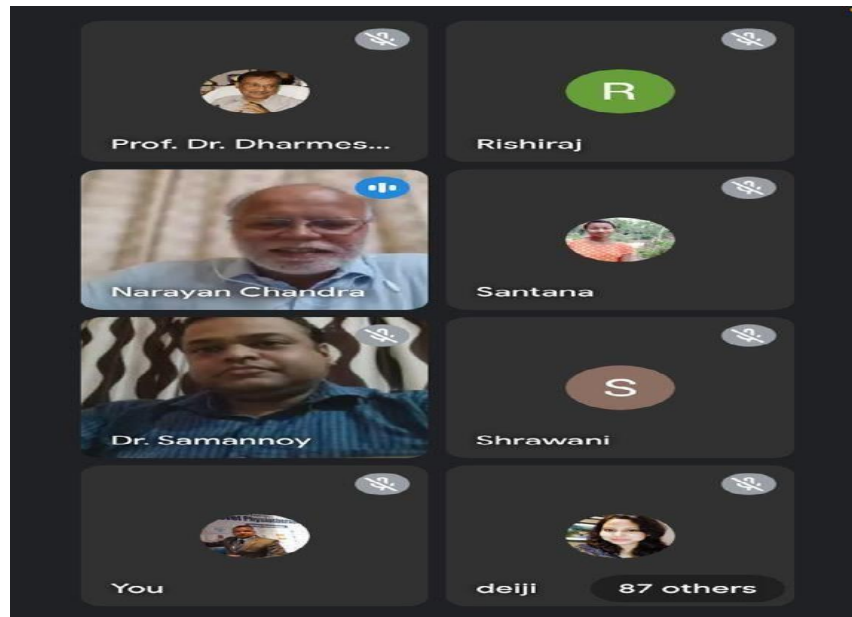 Prof. Dr. Dharmes...
R
Rishiraj
Narayan Chandra
Santana
Dr. Samannoy
S
Shrawani
You
deiji
87 others